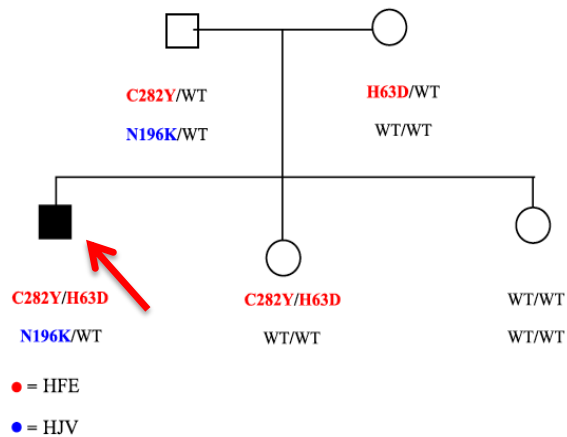 C282Y/WT
H63D/WT
N196K/WT
WT/WT
C282Y/H63D
C282Y/H63D
WT/WT
N196K/WT
WT/WT
WT/WT
= HFE
= HJV